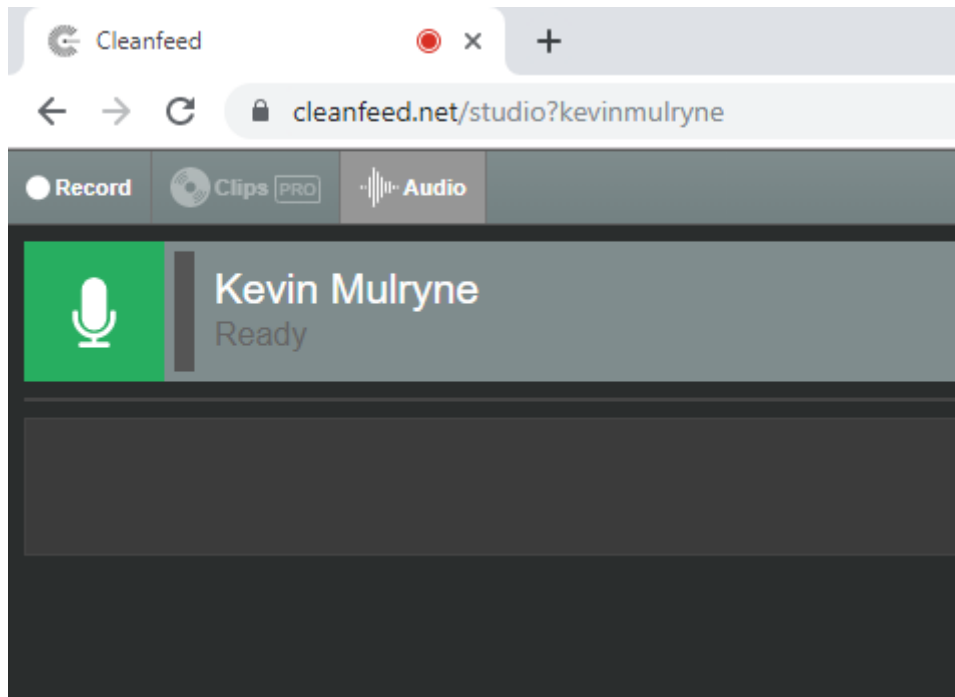 Cleanfeed
cleanfeed.net/studio?kevinmulryne
Record Clips PRO Audio
Kevin Mulryne
Ready